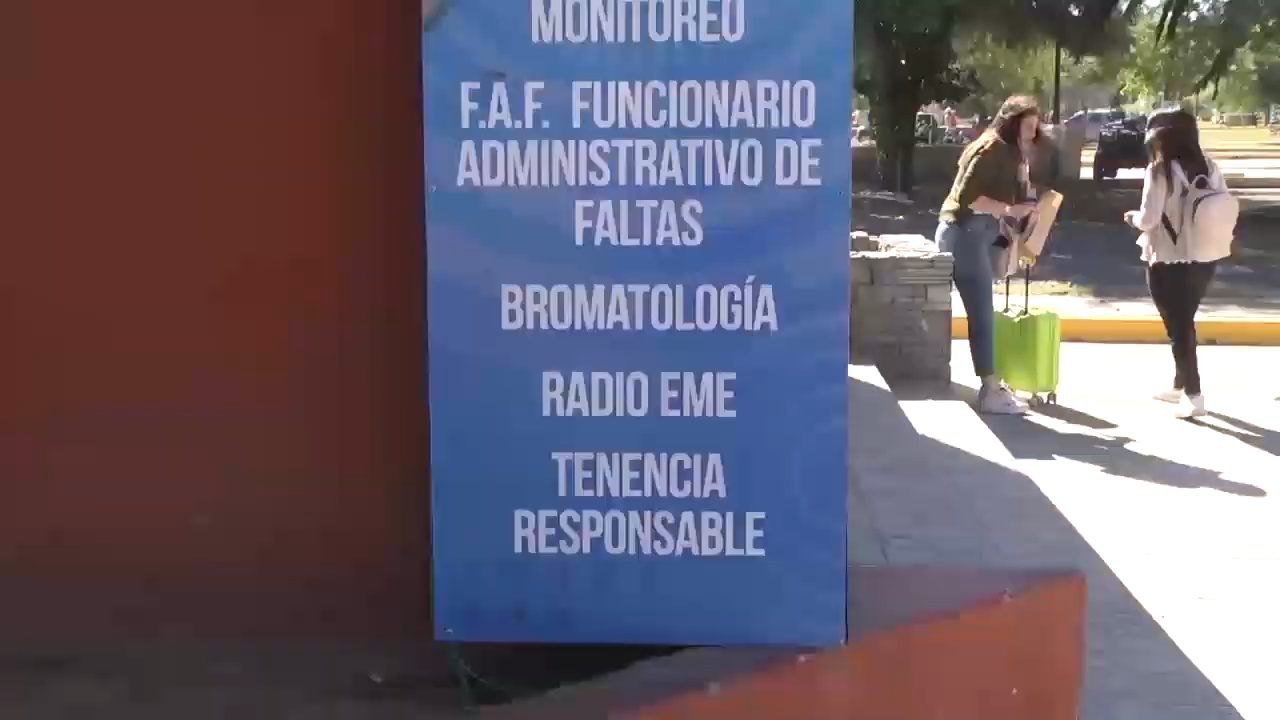 MONITOREO
F.A.F. FUNCIONARIO
ADMINISTRATIVO DE
FALTAS
BROMATOLOGÍA
RADIO EME
TENENCIA
RESPONSABLE